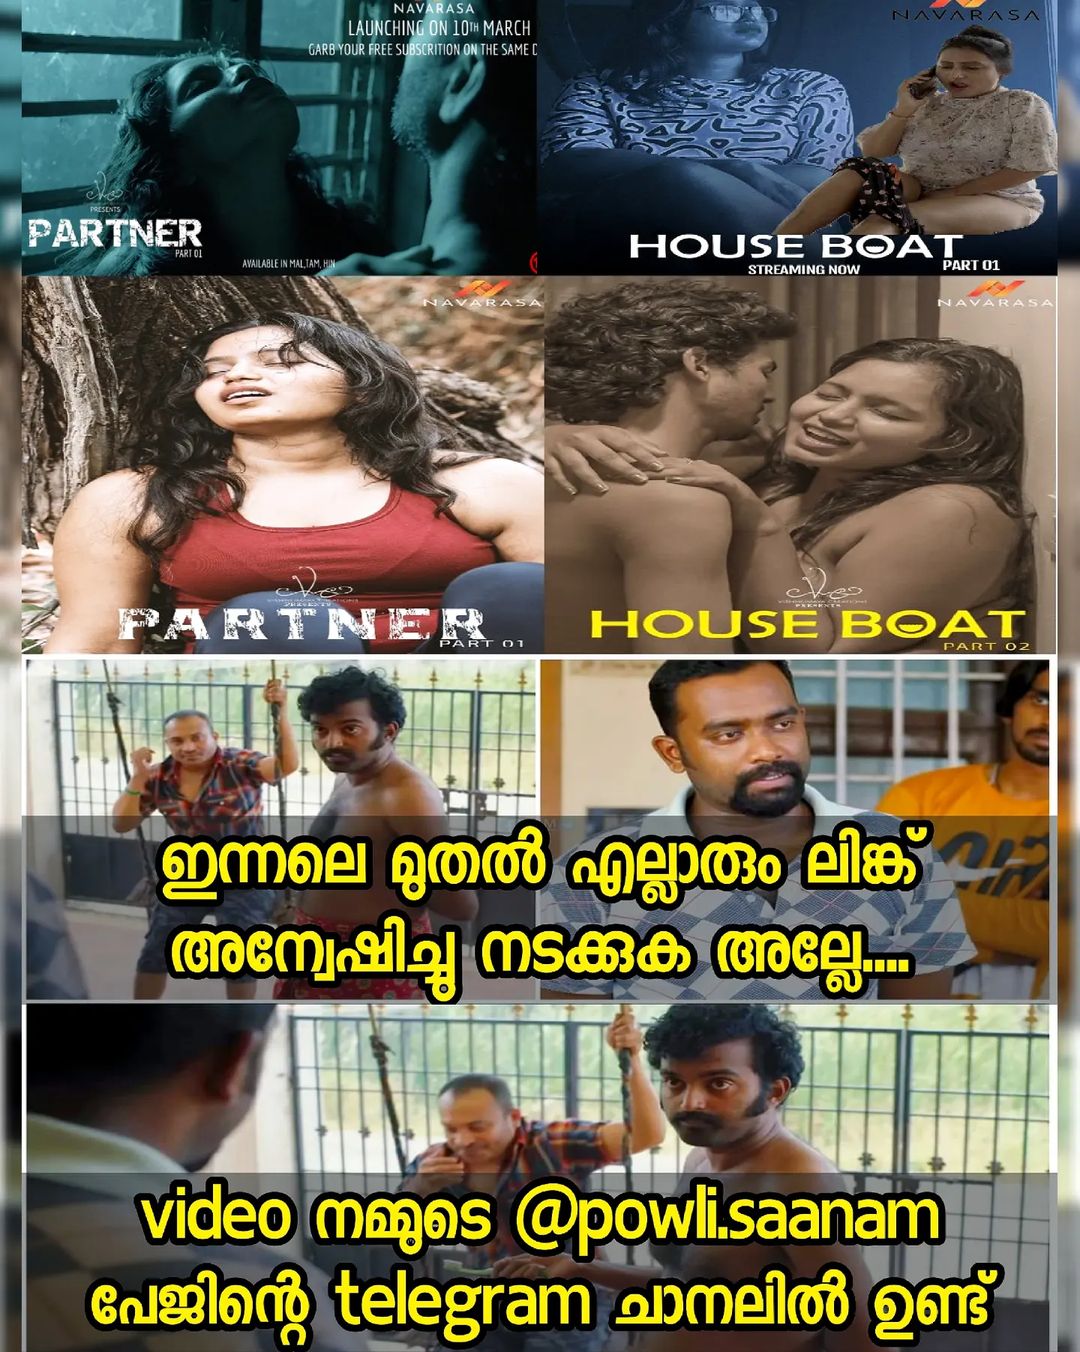 NAVARASA
LAUNCHING ON 10TH MARCH
GARB YOUR FREE SUBSCRITION ON THE SAME D
PRESENTS
PARTNER
PART 01
AVAILABLE IN MAL,TAM, HIN
NAVARASA
HOUSE BOAT
STREAMING NOW
PART 01
NAVARASA
PRESENTS
PARTNER
PART 01
NAVARASA
PRESENTS
HOUSE BOAT
PART 02
ഇന്നലെ മുതൽ എല്ലാരും ലിങ്ക്
അന്വേഷിച്ചു നടക്കുക അല്ലേ....
video നമ്മുടെ @powli.saanam
പേജിന്റെ telegram ചാനലിൽ ഉണ്ട്